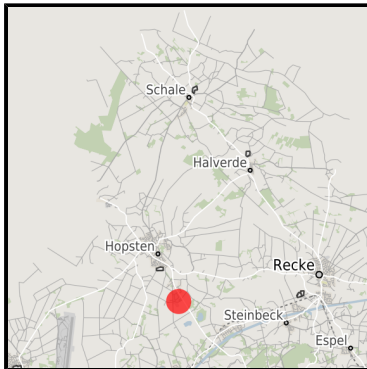 Schale
Halverde
Hopsten
Recke
Steinbeck
Espel